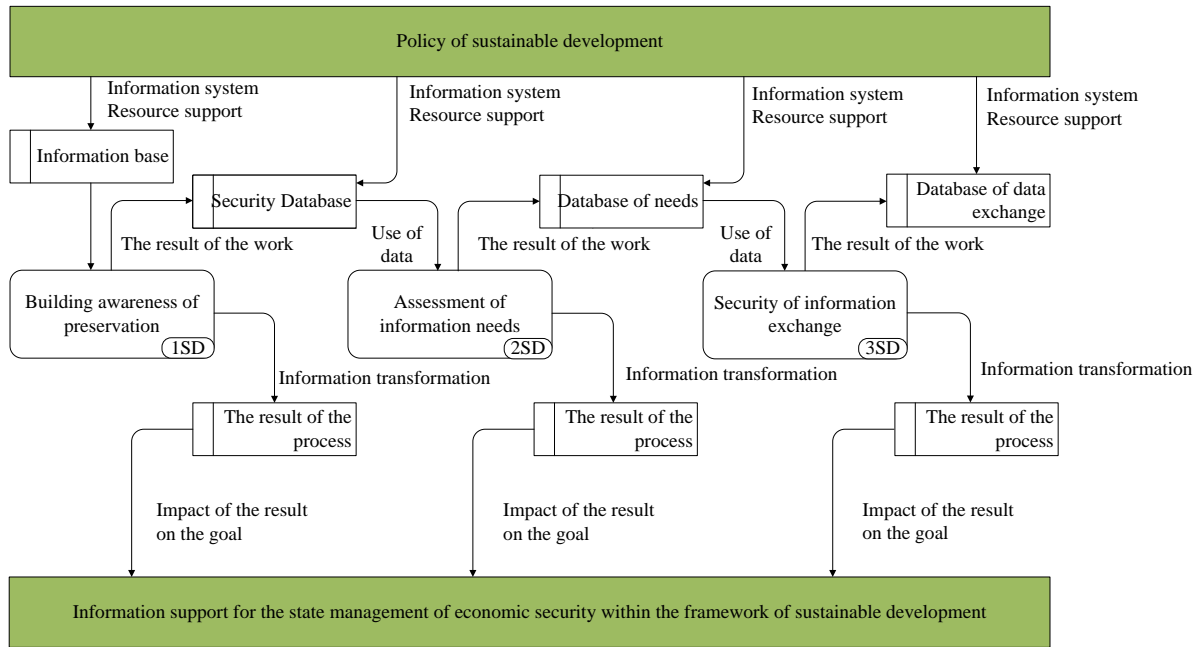 Policy of sustainable development
Information system
Resource support
Information system
Resource support
Information system
Resource support
Information system
Resource support
Information base
Security Database
Database of needs
Database of data
exchange
The result of the work
Use of
data
The result of the work
Use of
data
The result of the work
Building awareness of
preservation
1SD
Assessment of
information needs
2SD
Security of information
exchange
3SD
Information transformation
Information transformation
Information transformation
The result of the
process
The result of the
process
The result of the
process
Impact of the result
on the goal
Impact of the result
on the goal
Impact of the result
on the goal
Information support for the state management of economic security within the framework of sustainable development